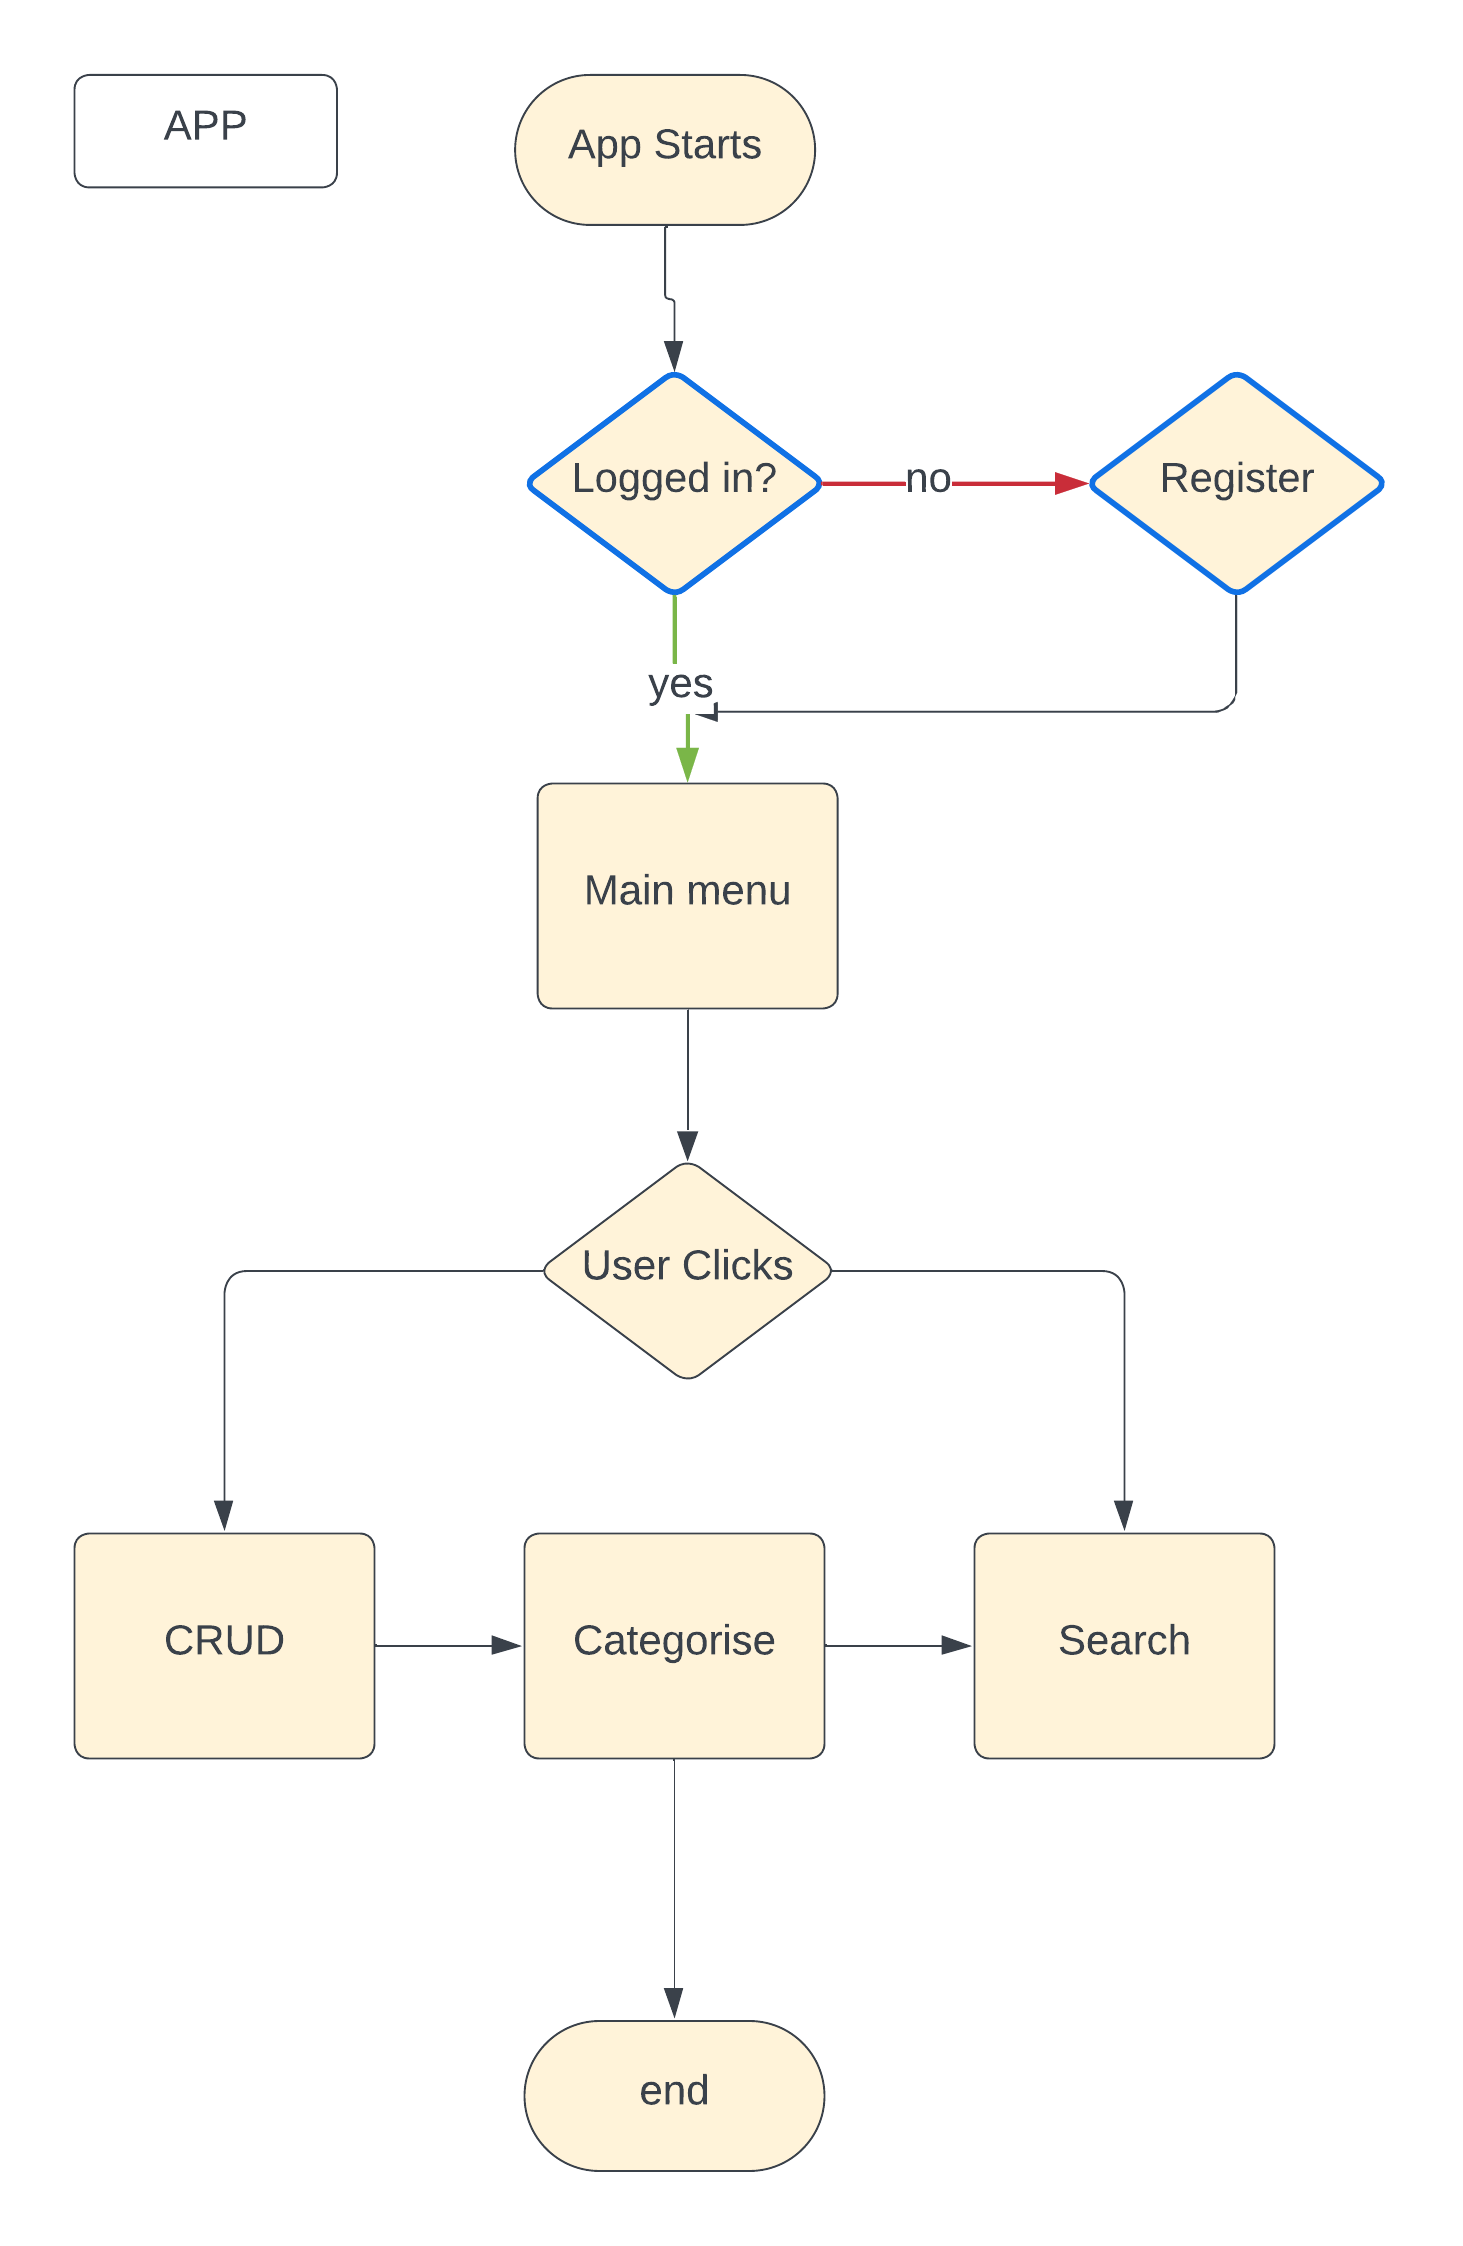 APP
App Starts
Logged in?
no
Register
yes
Main menu
User Clicks
CRUD
Categorise
Search
end